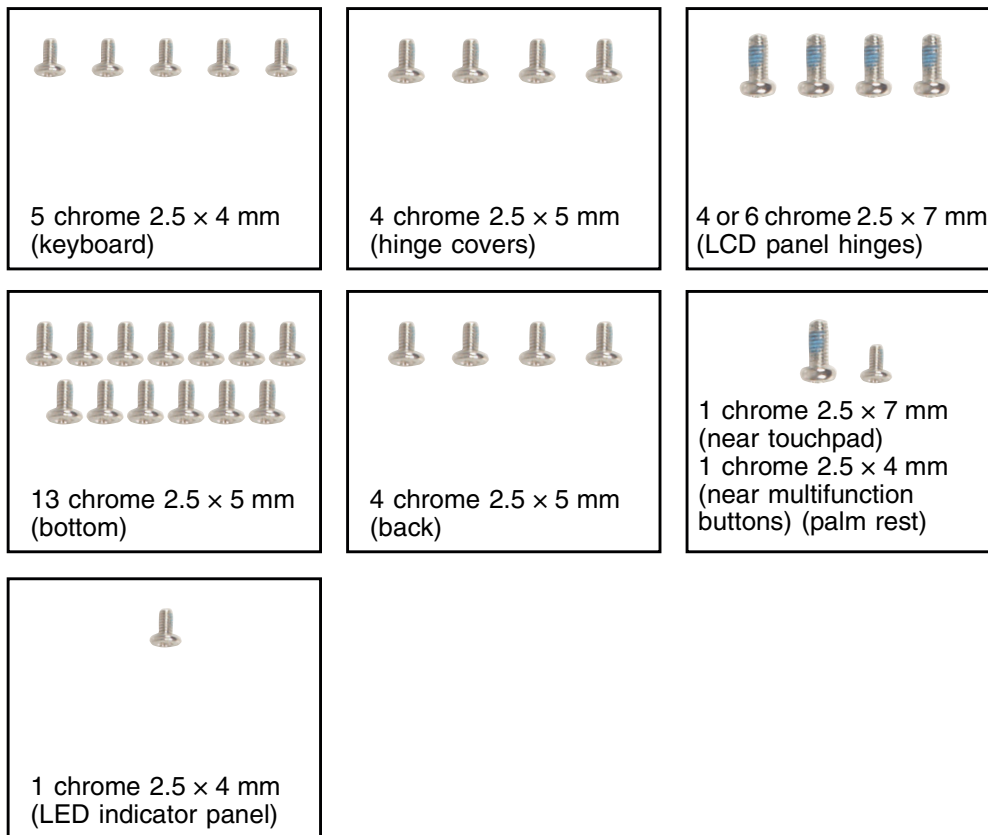 5 chrome 2.5 × 4 mm
(keyboard)
4 chrome 2.5 × 5 mm
(hinge covers)
4 or 6 chrome 2.5 × 7 mm
(LCD panel hinges)
13 chrome 2.5 × 5 mm
(bottom)
4 chrome 2.5 × 5 mm
(back)
1 chrome 2.5 × 7 mm
(near touchpad)
1 chrome 2.5 × 4 mm
(near multifunction
buttons) (palm rest)
1 chrome 2.5 × 4 mm
(LED indicator panel)